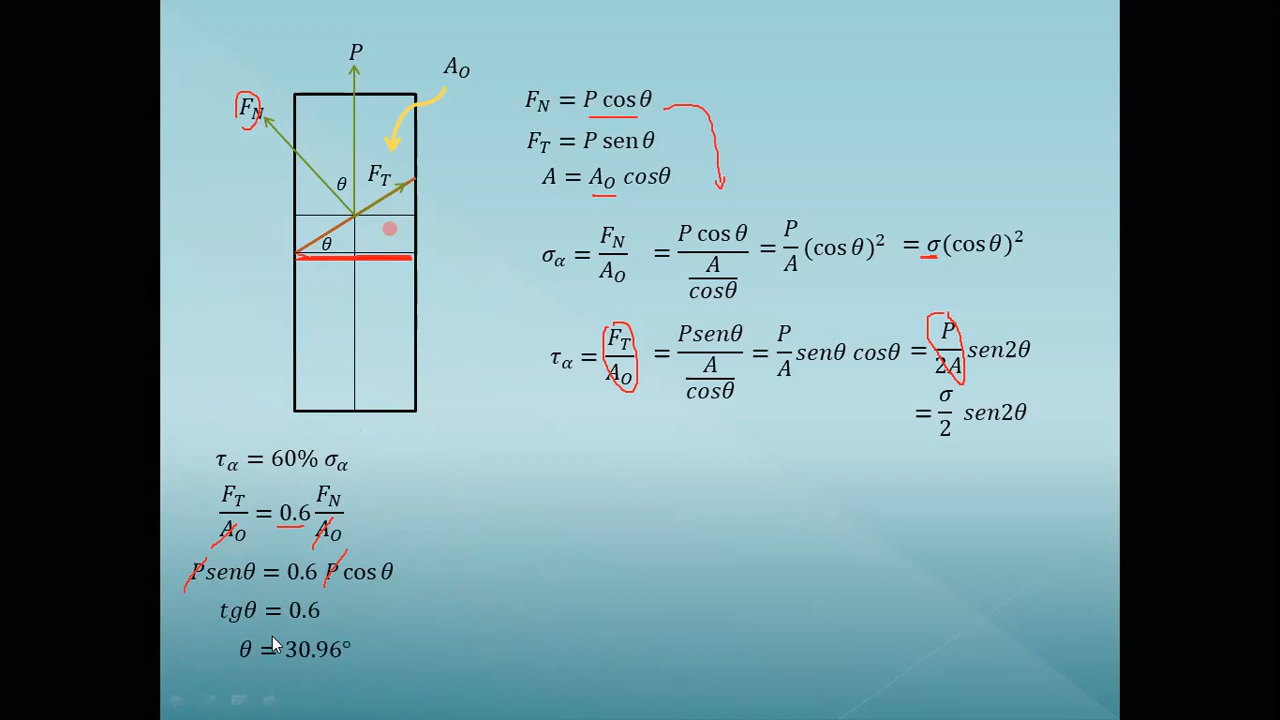 P
A_O
F_N
θ
F_T
θ
F_N = P cosθ
F_T = P senθ
A = A_O cosθ
σ_α = F_N/A_O = (P cosθ)/(A/cosθ) = P/A (cosθ)² = σ(cosθ)²
τ_α = F_T/A_O = (Psenθ)/(A/cosθ) = P/A senθ cosθ = P/2A sen2θ
= σ/2 sen2θ
τ_α = 60% σ_α
F_T/A_O = 0.6 F_N/A_O
Psenθ = 0.6 P cosθ
tgθ = 0.6
θ = 30.96°